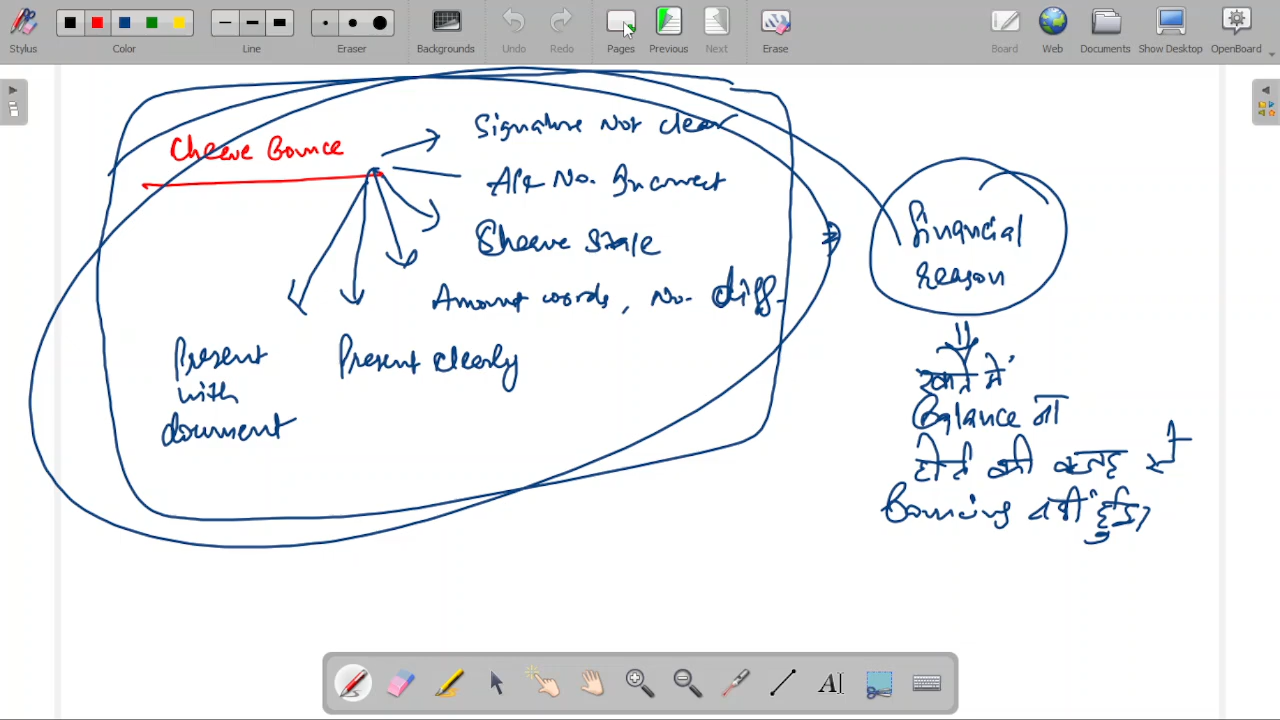 Stylus
Color
Line
Eraser
Backgrounds
Undo
Redo
Pages
Previous
Next
Erase
Board
Web
Documents
Show Desktop
OpenBoard
Cheque Bounce
Signature Not clear
A/c No. Incorrect
Cheque Stale
Amount words, No. diff.
Present with document
Present clearly
financial
reason
खाते में
Balance ना
होने की वजह से
Bouncing नहीं हुई।
AI